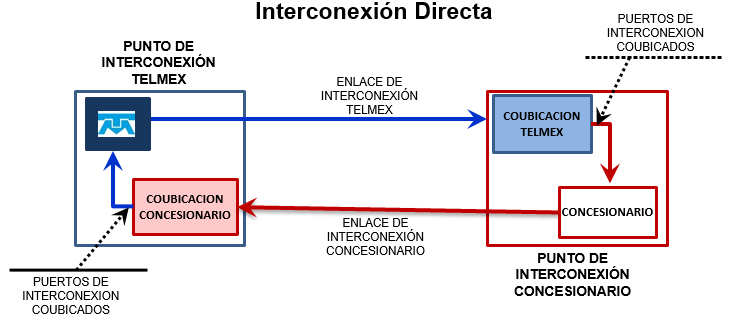 Interconexión Directa
PUNTO DE
INTERCONEXIÓN
TELMEX
ENLACE DE
INTERCONEXIÓN
TELMEX
PUERTOS DE
INTERCONEXION
COUBICADOS
COUBICACION
TELMEX
COUBICACION
CONCESIONARIO
CONCESIONARIO
ENLACE DE
INTERCONEXIÓN
CONCESIONARIO
PUNTO DE
INTERCONEXIÓN
CONCESIONARIO
PUERTOS DE
INTERCONEXION
COUBICADOS